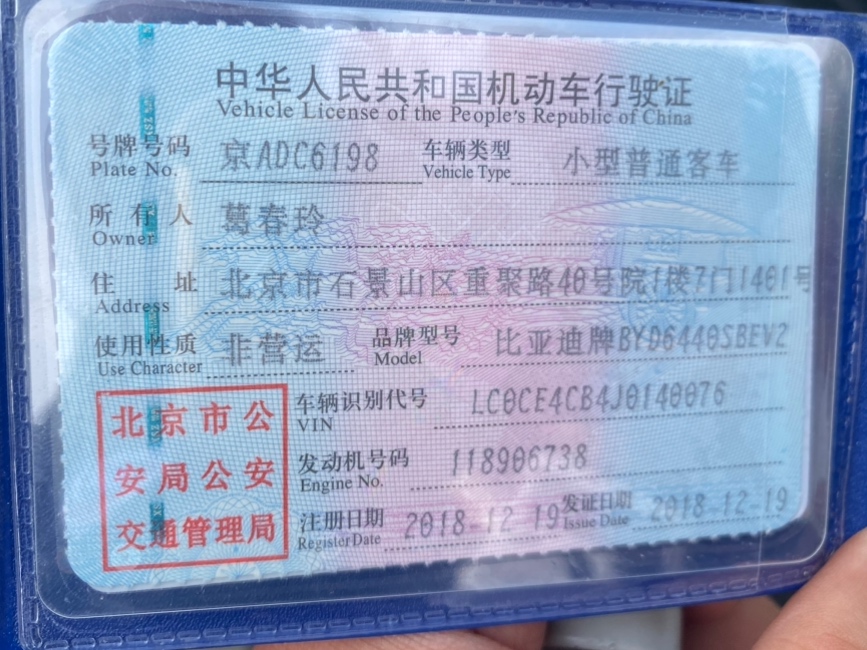 中华人民共和国机动车行驶证
Vehicle License of the People's Republic of China
号牌号码 京ADC6198 车辆类型 小型普通客车
Plate No. Vehicle Type
所有人 葛春玲
Owner
住址 北京市石景山区重聚路40号院1楼7门1401号
Address
使用性质 非营运 品牌型号 比亚迪牌BYD6440SBEV2
Use Character Model
北京市公
安局公安
交通管理局
车辆识别代号 LC0CE4CB4J0140076
VIN
发动机号码 118906738
Engine No.
注册日期 2018-12-19 发证日期 2018-12-19
Register Date Issue Date